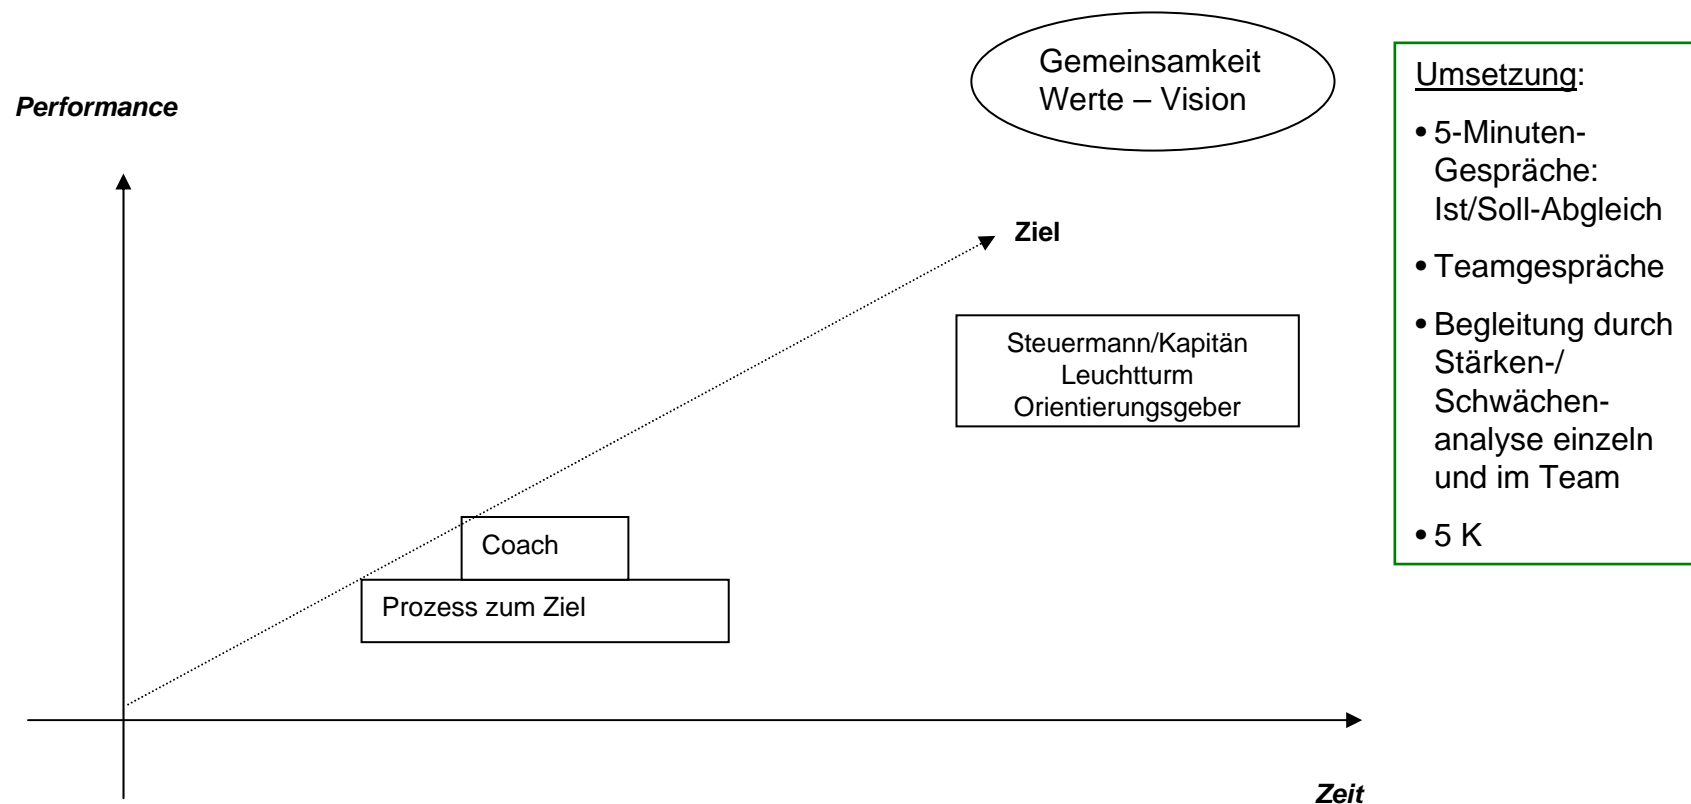 Gemeinsamkeit
Werte – Vision
Performance
Ziel
Steuermann/Kapitän
Leuchtturm
Orientierungsgeber
Coach
Prozess zum Ziel
Zeit
Umsetzung:
• 5-Minuten-
Gespräche:
Ist/Soll-Abgleich
• Teamgespräche
• Begleitung durch
Stärken-/
Schwächen-
analyse einzeln
und im Team
• 5 K